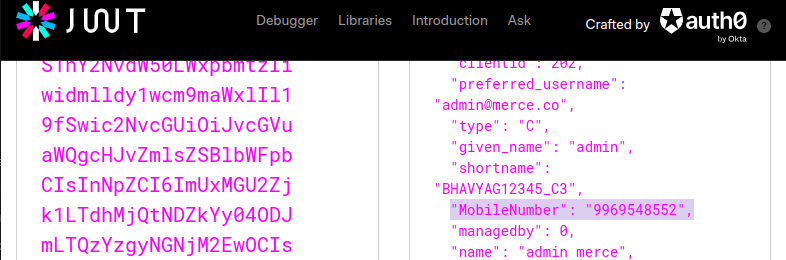 JWT
Debugger Libraries Introduction Ask
Crafted by auth0
by Okta
?
SThY2NvdW50LWxpbmtzIl
widmlldy1wcm9maWxlIl1
9fSwic2NvcGUiOiJvcGVu
aWQgcHJvZmlsZSBlbWFpb
CIsInNpZCI6ImUxMGU2Zj
k1LTdhMjQtNDZkYy04ODJ
mLTQzYzgyNGNjM2EwOCIs
"clientid": 202,
"preferred_username":
"admin@merce.co",
"type": "C",
"given_name": "admin",
"shortname":
"BHAVYAG12345_C3",
"MobileNumber": "9969548552",
"managedby": 0,
"name": "admin merce",